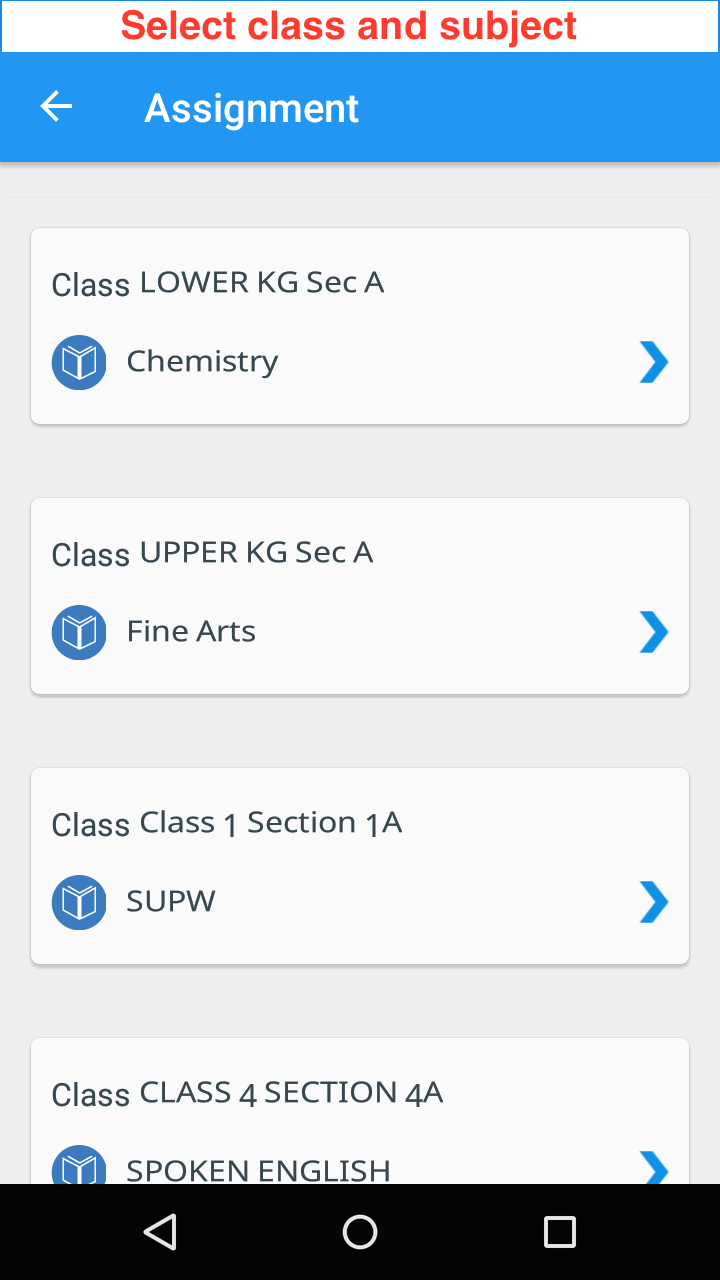 Select class and subject
Assignment
Class LOWER KG Sec A
Chemistry
Class UPPER KG Sec A
Fine Arts
Class Class 1 Section 1A
SUPW
Class CLASS 4 SECTION 4A
SPOKEN ENGLISH